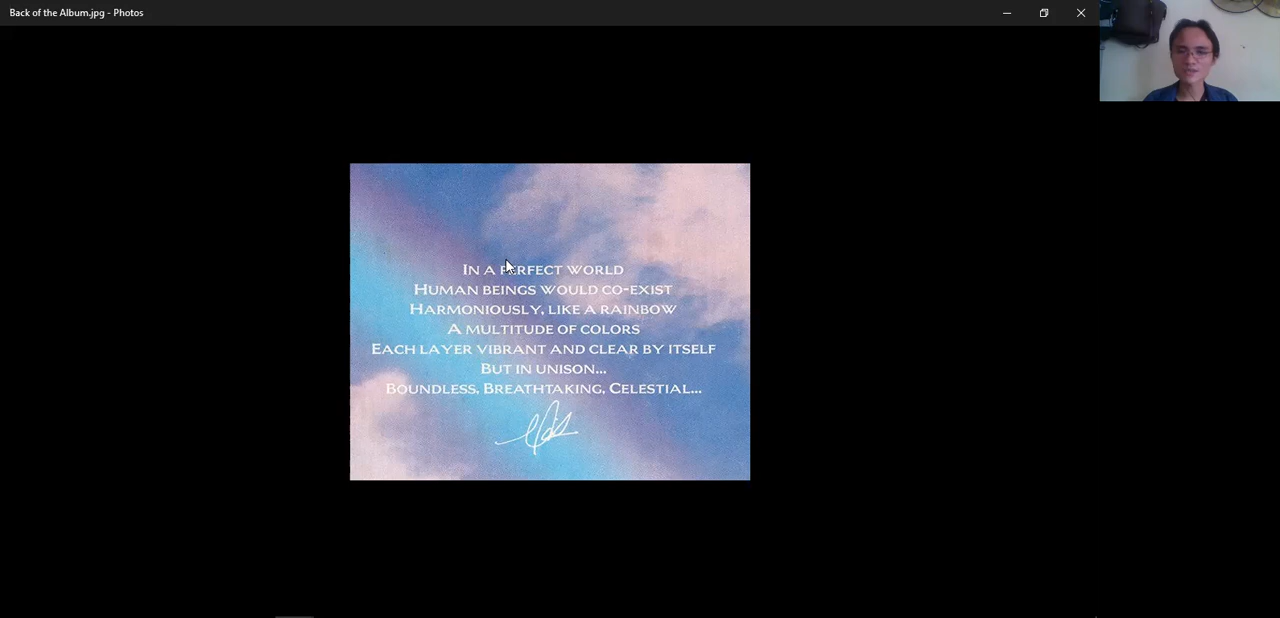 Back of the Album.jpg - Photos
In a perfect world
Human beings would co-exist
Harmoniously, like a rainbow
A multitude of colors
Each layer vibrant and clear by itself
But in unison...
Boundless, Breathtaking, Celestial...